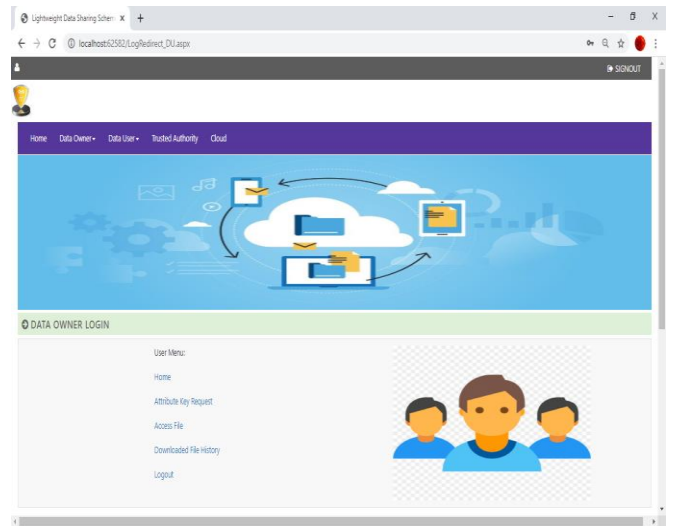 Lightweight Data Sharing Schem
localhost:62582/LogRedirect_DU.aspx
SIGNOUT
Home Data Owner Data User Trusted Authority Cloud
DATA OWNER LOGIN
User Menu:
Home
Attribute Key Request
Access File
Downloaded File History
Logout